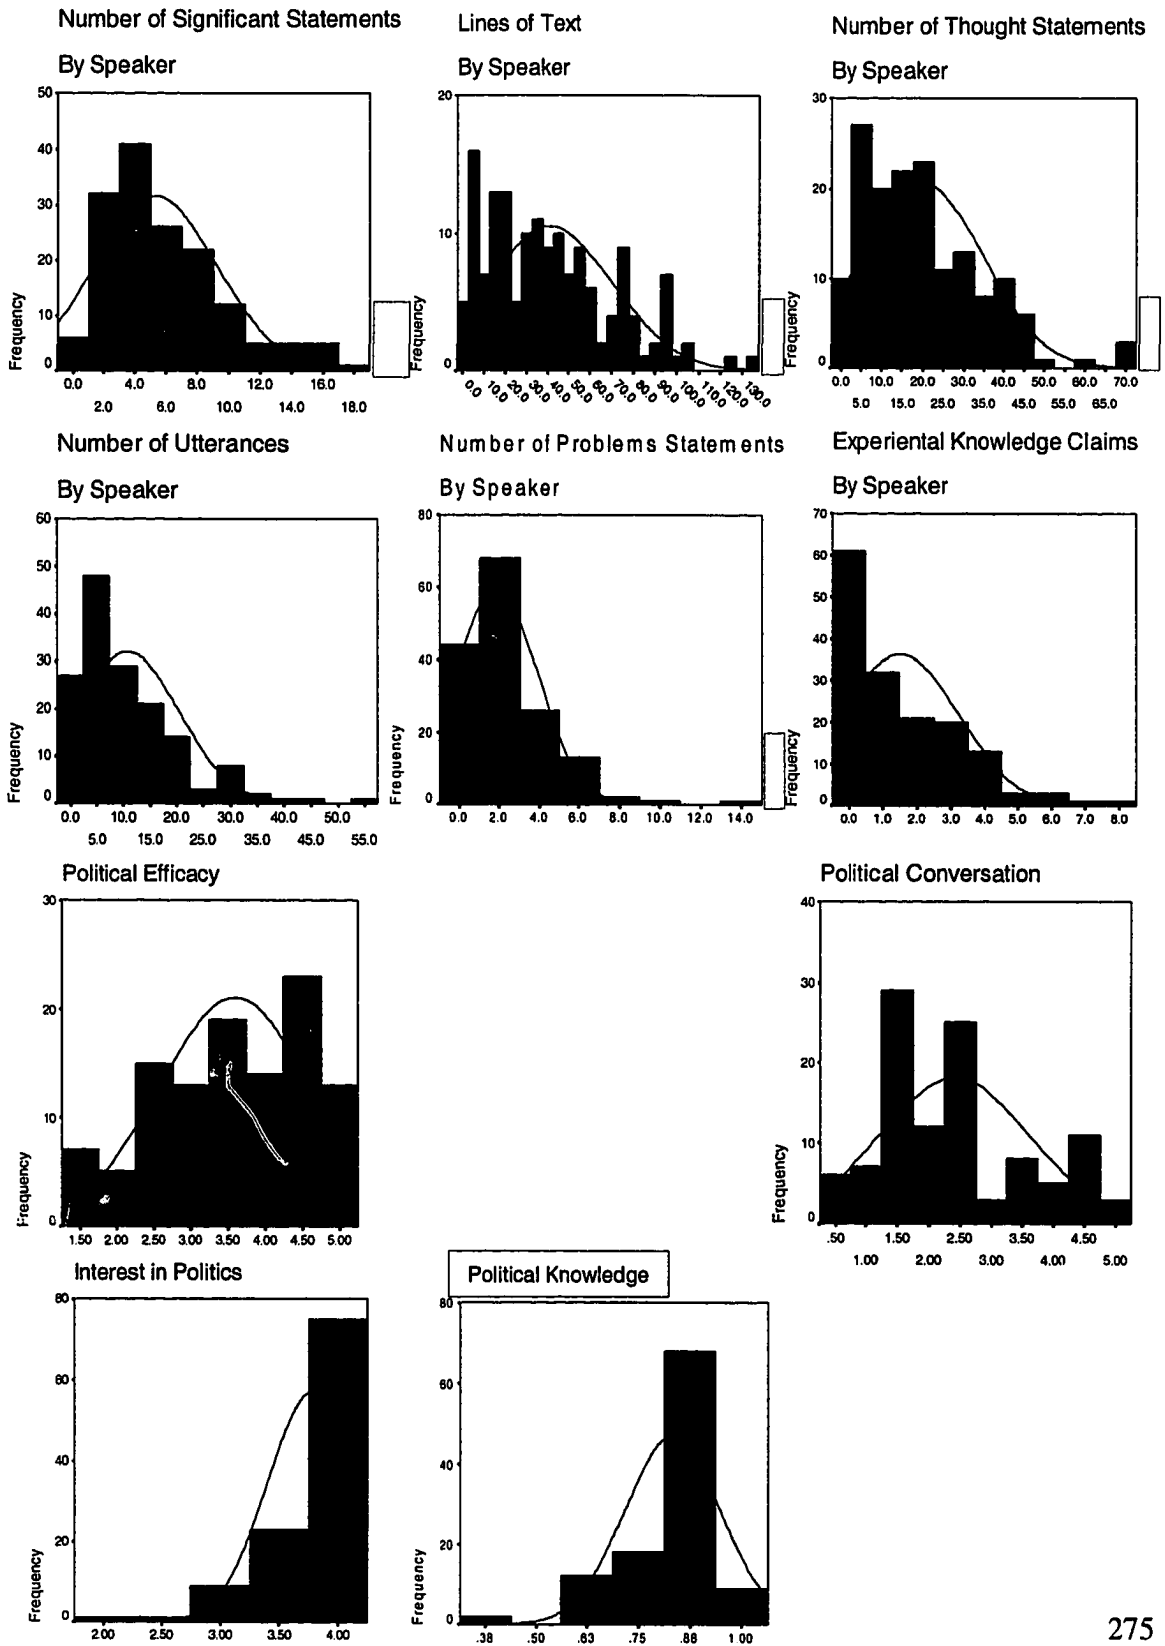 Number of Significant Statements
By Speaker
50
40
30
20
10
0
Frequency
0.0 4.0 8.0 12.0 16.0
2.0 6.0 10.0 14.0 18.0
Lines of Text
By Speaker
20
10
0
Frequency
0.0 10.0 20.0 30.0 40.0 50.0 60.0 70.0 80.0 90.0 100.0 110.0 120.0 130.0
Number of Thought Statements
By Speaker
30
20
10
0
Frequency
0.0 10.0 20.0 30.0 40.0 50.0 60.0 70.0
5.0 15.0 25.0 35.0 45.0 55.0 65.0
Number of Utterances
By Speaker
60
50
40
30
20
10
0
Frequency
0.0 10.0 20.0 30.0 40.0 50.0
5.0 15.0 25.0 35.0 45.0 55.0
Number of Problems Statements
By Speaker
80
60
40
20
0
Frequency
0.0 2.0 4.0 6.0 8.0 10.0 12.0 14.0
Experiental Knowledge Claims
By Speaker
70
60
50
40
30
20
10
0
Frequency
0.0 1.0 2.0 3.0 4.0 5.0 6.0 7.0 8.0
Political Efficacy
30
20
10
0
Frequency
1.50 2.00 2.50 3.00 3.50 4.00 4.50 5.00
Political Conversation
40
30
20
10
0
Frequency
.50 1.50 2.50 3.50 4.50
1.00 2.00 3.00 4.00 5.00
Interest in Politics
80
60
40
20
0
Frequency
2.00 2.50 3.00 3.50 4.00
Political Knowledge
80
60
40
20
0
Frequency
.38 .50 .63 .75 .88 1.00
275